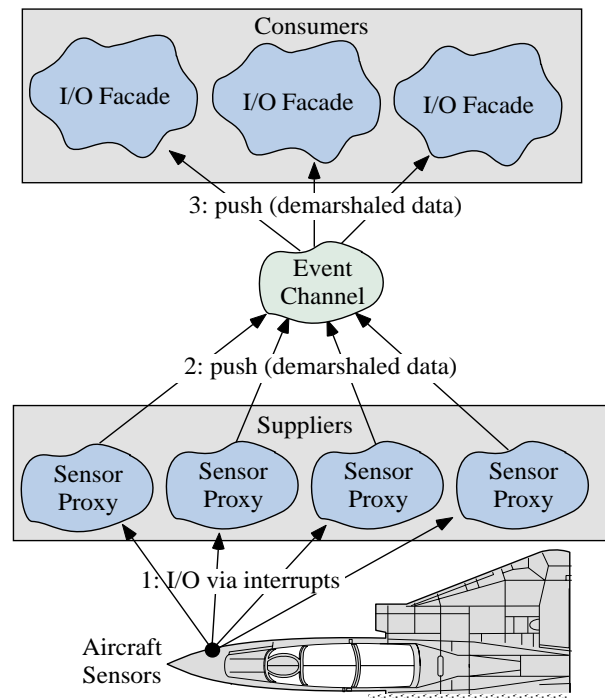 Consumers
I/O Facade
I/O Facade
I/O Facade
3: push (demarshaled data)
Event
Channel
2: push (demarshaled data)
Suppliers
Sensor
Proxy
Sensor
Proxy
Sensor
Proxy
Sensor
Proxy
1: I/O via interrupts
Aircraft
Sensors